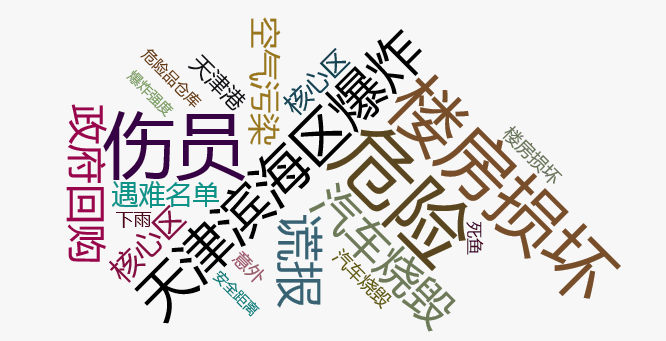 空气污染
危险品仓库
天津港
核心区
爆炸强度
天津滨海区爆炸
楼房损坏
政府回购
伤员
危险
楼房损坏
遇难名单
汽车烧毁
下雨
核心区
谎报
死鱼
意外
汽车烧毁
安全距离